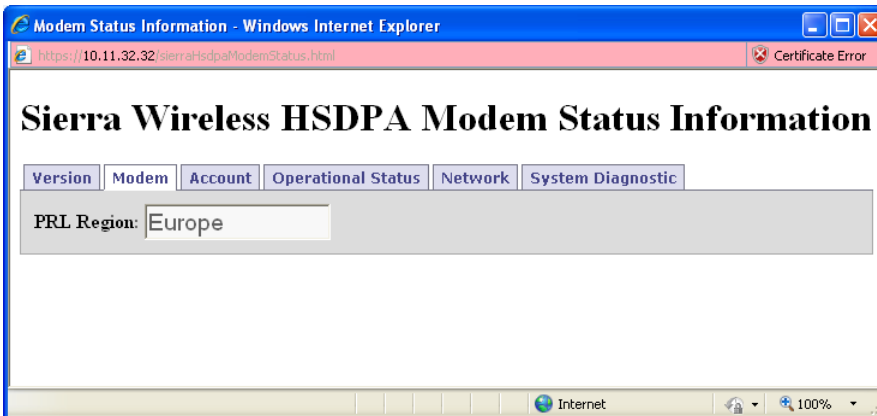 Modem Status Information - Windows Internet Explorer
https://10.11.32.32/sierraHsdpaModemStatus.html Certificate Error
Sierra Wireless HSDPA Modem Status Information
Version Modem Account Operational Status Network System Diagnostic
PRL Region: Europe
Internet 100%